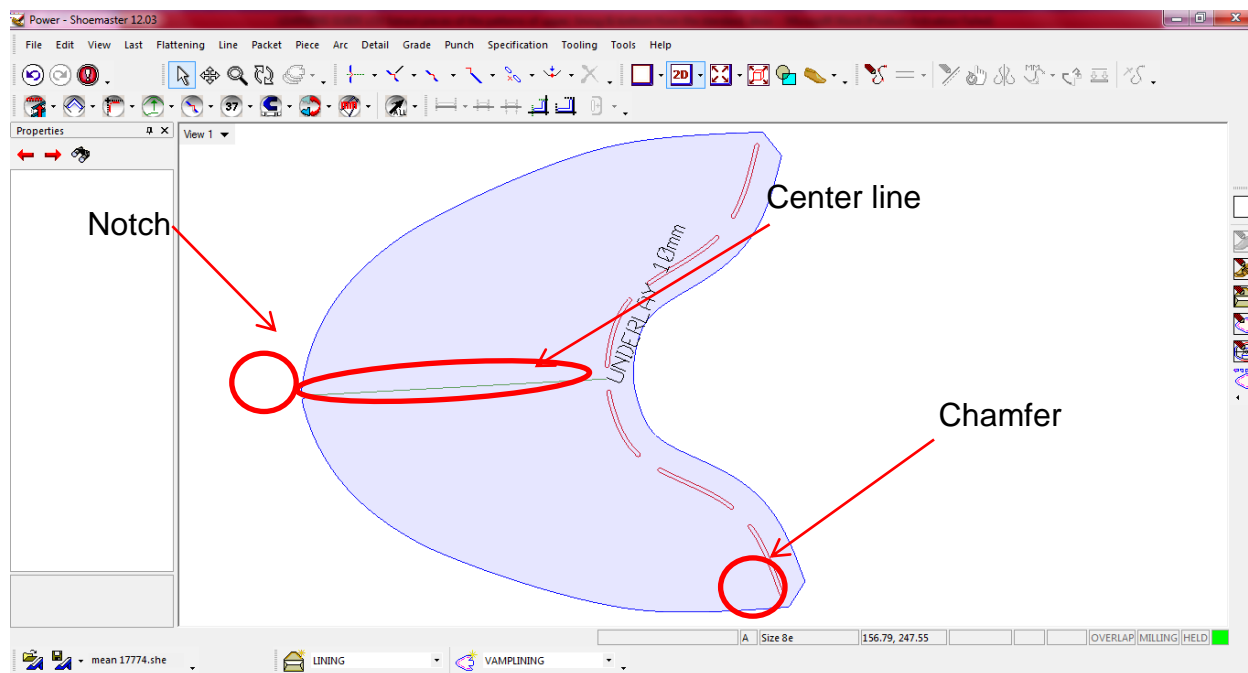 Power - Shoemaster 12.03
File Edit View Last Flattening Line Packet Piece Arc Detail Grade Punch Specification Tooling Tools Help
2D
37
Properties
View 1
Notch
Center line
UNDERLAY 10mm
Chamfer
A Size 8e 156.79, 247.55 OVERLAP MILLING HELD
mean 17774.she LINING VAMPLINING